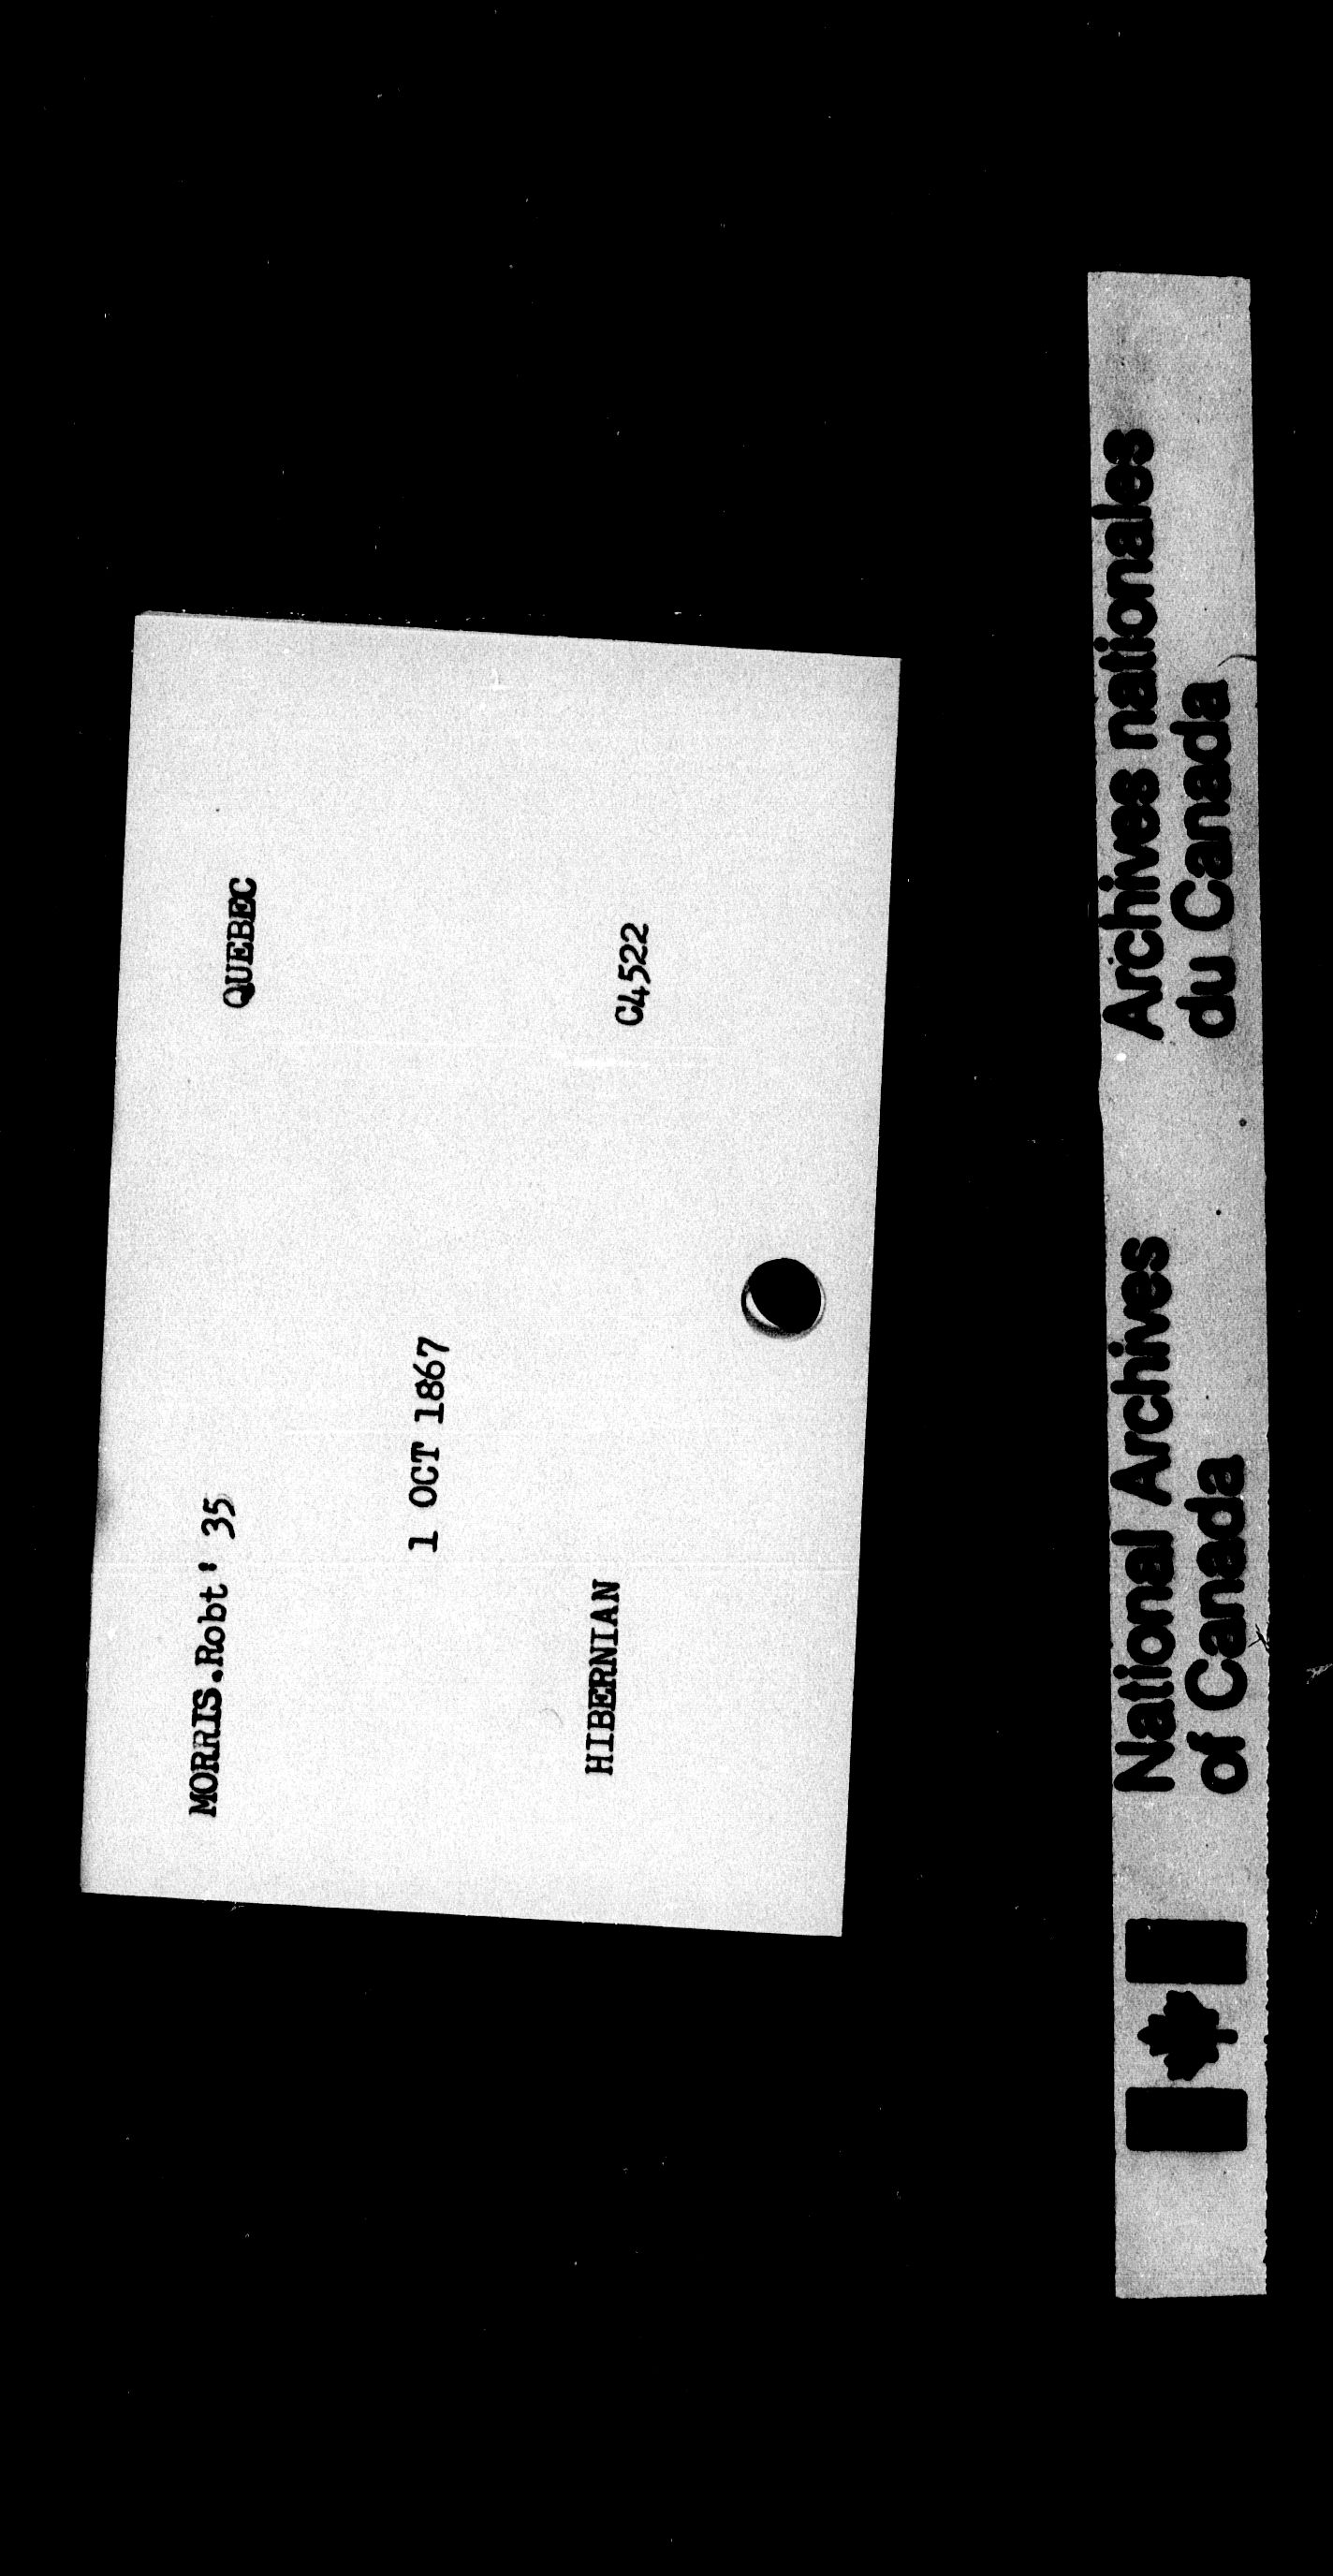 MORRIS.Robt' 35 QUEBEC
1 OCT 1867
HIBERNIAN C4522
National Archives Archives nationales
of Canada du Canada